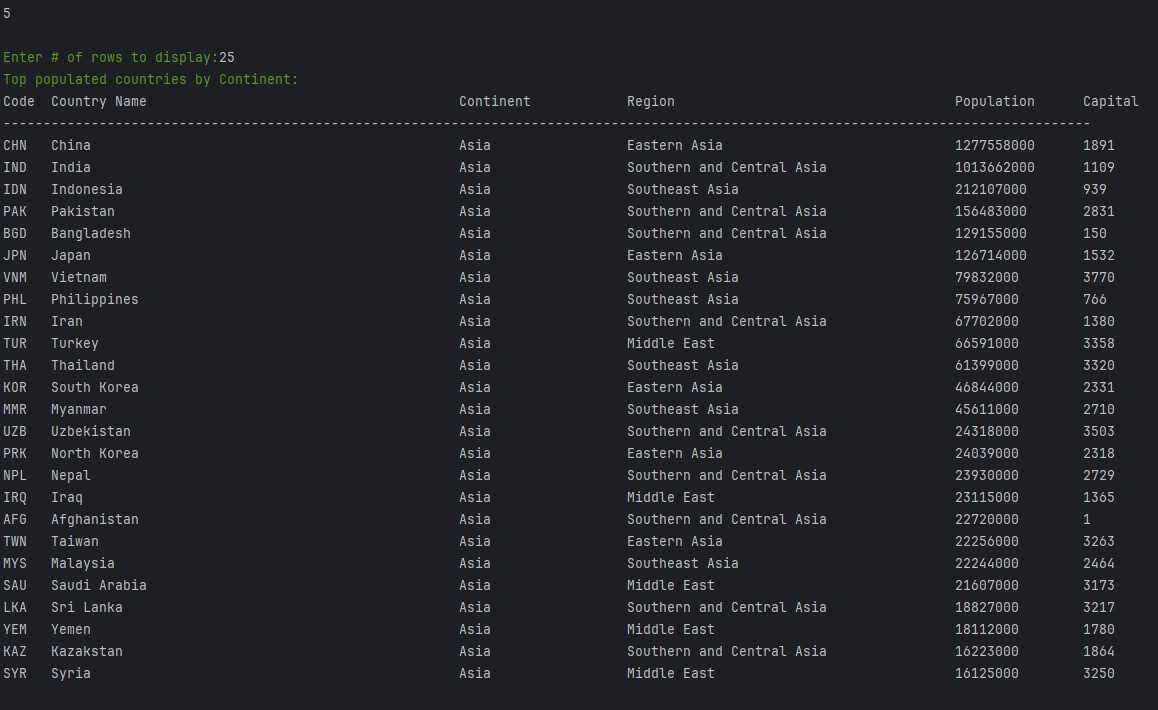 5
Enter # of rows to display:25
Top populated countries by Continent:
Code  Country Name                                       Continent            Region                                   Population      Capital
----------------------------------------------------------------------------------------------------------------------------------------
CHN   China                                              Asia                 Eastern Asia                             1277558000      1891
IND   India                                              Asia                 Southern and Central Asia                1013662000      1109
IDN   Indonesia                                          Asia                 Southeast Asia                           212107000       939
PAK   Pakistan                                           Asia                 Southern and Central Asia                156483000       2831
BGD   Bangladesh                                         Asia                 Southern and Central Asia                129155000       150
JPN   Japan                                              Asia                 Eastern Asia                             126714000       1532
VNM   Vietnam                                            Asia                 Southeast Asia                           79832000        3770
PHL   Philippines                                        Asia                 Southeast Asia                           75967000        766
IRN   Iran                                               Asia                 Southern and Central Asia                67702000        1380
TUR   Turkey                                             Asia                 Middle East                              66591000        3358
THA   Thailand                                           Asia                 Southeast Asia                           61399000        3320
KOR   South Korea                                        Asia                 Eastern Asia                             46844000        2331
MMR   Myanmar                                            Asia                 Southeast Asia                           45611000        2710
UZB   Uzbekistan                                         Asia                 Southern and Central Asia                24318000        3503
PRK   North Korea                                        Asia                 Eastern Asia                             24039000        2318
NPL   Nepal                                              Asia                 Southern and Central Asia                23930000        2729
IRQ   Iraq                                               Asia                 Middle East                              23115000        1365
AFG   Afghanistan                                        Asia                 Southern and Central Asia                22720000        1
TWN   Taiwan                                             Asia                 Eastern Asia                             22256000        3263
MYS   Malaysia                                           Asia                 Southeast Asia                           22244000        2464
SAU   Saudi Arabia                                       Asia                 Middle East                              21607000        3173
LKA   Sri Lanka                                          Asia                 Southern and Central Asia                18827000        3217
YEM   Yemen                                              Asia                 Middle East                              18112000        1780
KAZ   Kazakstan                                          Asia                 Southern and Central Asia                16223000        1864
SYR   Syria                                              Asia                 Middle East                              16125000        3250